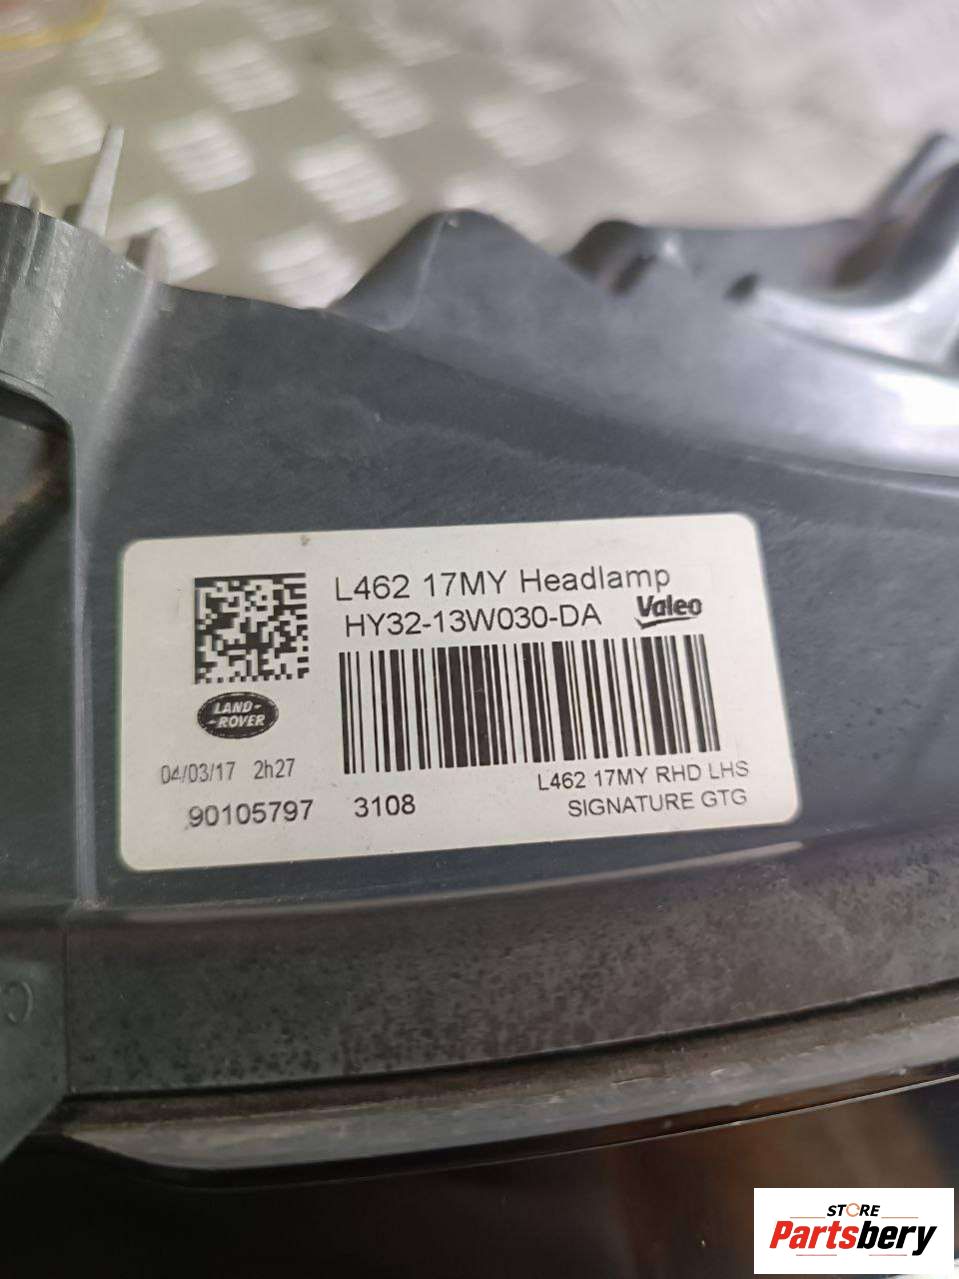 L462 17MY Headlamp
HY32-13W030-DA Valeo
LAND-
-ROVER
04/03/17 2h27
90105797 3108
L462 17MY RHD LHS
SIGNATURE GTG
STORE
Partsbery